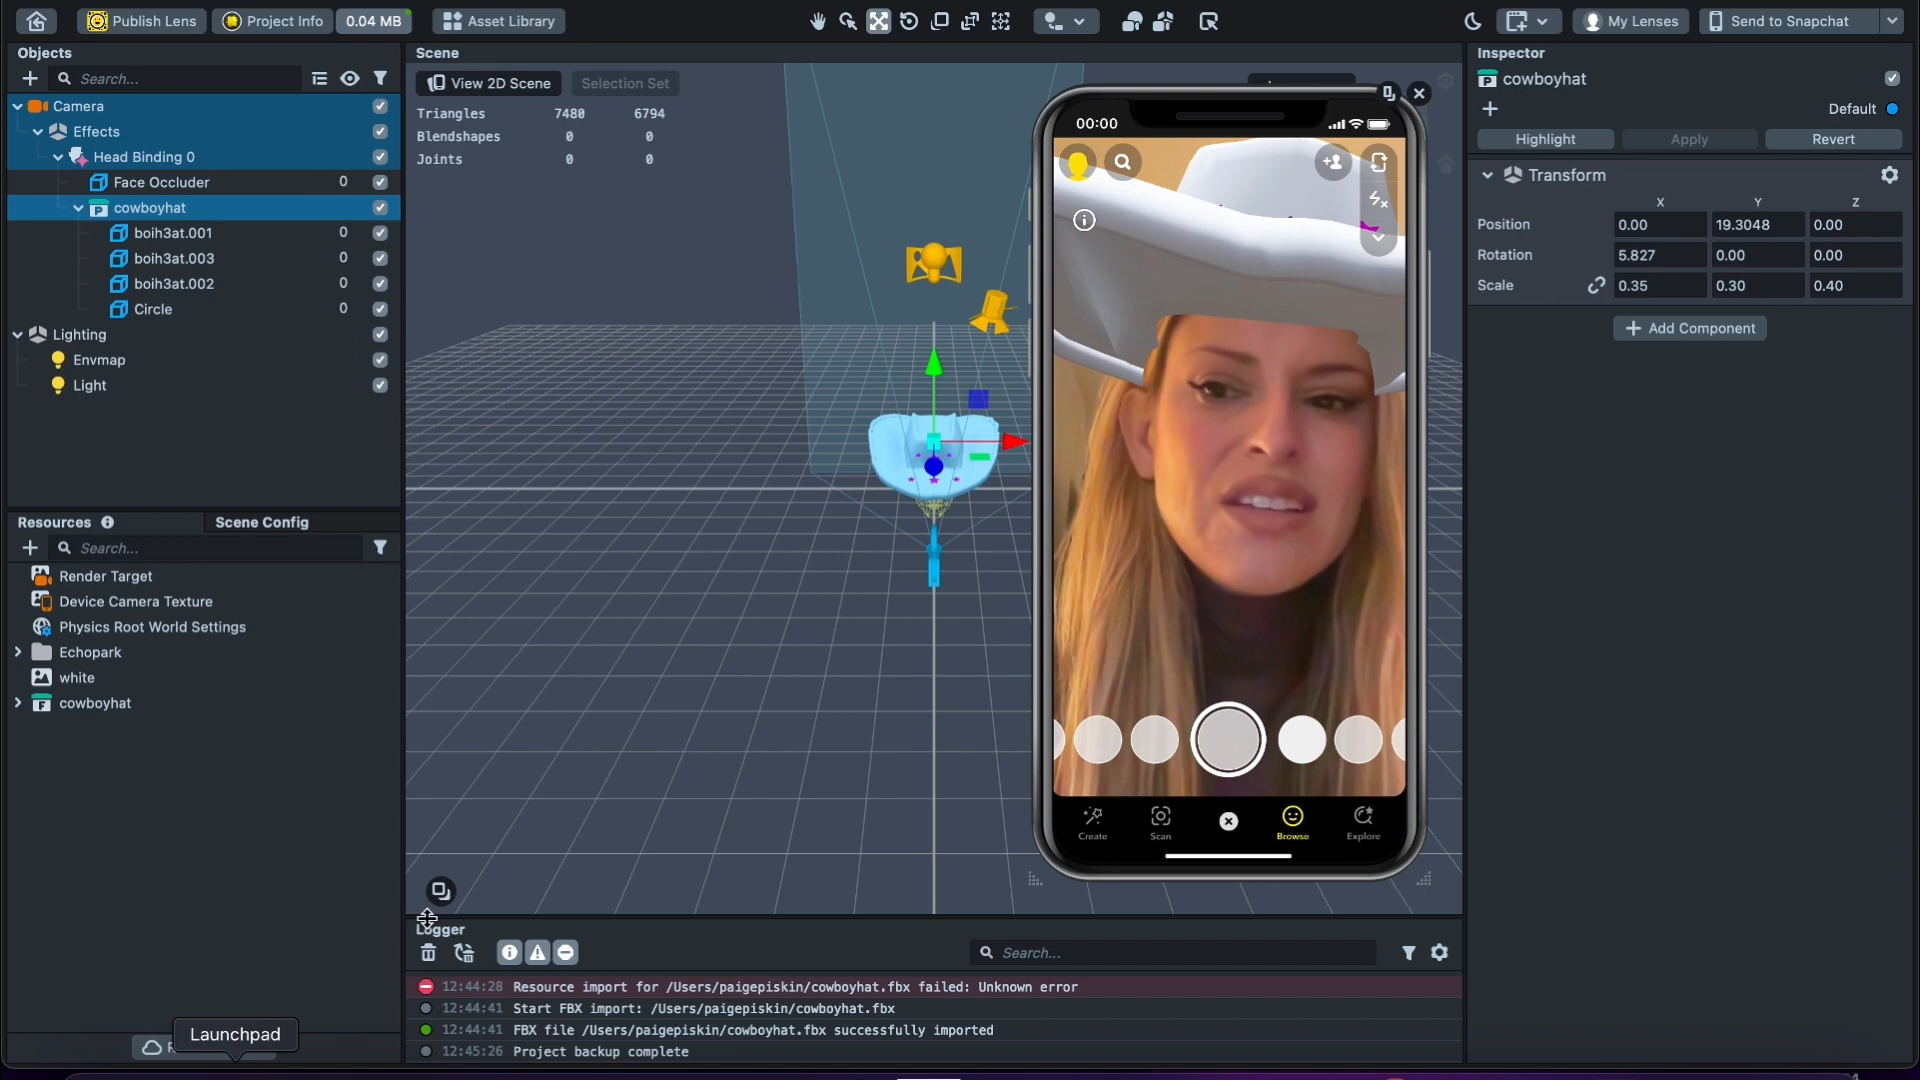 Publish Lens
Project Info
0.04 MB
Asset Library
My Lenses
Send to Snapchat
Objects
Search...
Camera
Effects
Head Binding 0
Face Occluder 0
cowboyhat
boih3at.001 0
boih3at.003 0
boih3at.002 0
Circle 0
Lighting
Envmap
Light
Resources
Scene Config
Search...
Render Target
Device Camera Texture
Physics Root World Settings
Echopark
white
cowboyhat
Launchpad
Scene
View 2D Scene
Selection Set
Triangles 7480 6794
Blendshapes 0 0
Joints 0 0
00:00
Create
Scan
Browse
Explore
Logger
Search...
12:44:28 Resource import for /Users/paigepiskin/cowboyhat.fbx failed: Unknown error
12:44:41 Start FBX import: /Users/paigepiskin/cowboyhat.fbx
12:44:41 FBX file /Users/paigepiskin/cowboyhat.fbx successfully imported
12:45:26 Project backup complete
Inspector
cowboyhat
Default
Highlight
Apply
Revert
Transform
X Y Z
Position 0.00 19.3048 0.00
Rotation 5.827 0.00 0.00
Scale 0.35 0.30 0.40
Add Component